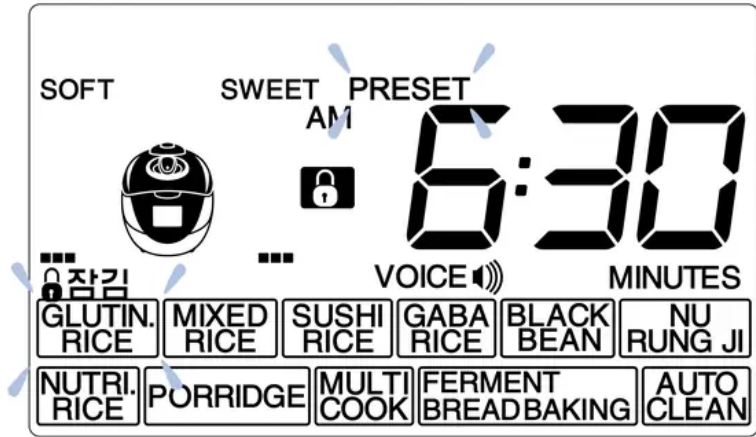 SOFT SWEET PRESET
AM 6:30
잠김 VOICE MINUTES
GLUTIN. RICE MIXED RICE SUSHI RICE GABA RICE BLACK BEAN NU RUNG JI
NUTRI. RICE PORRIDGE MULTI COOK FERMENT BREAD BAKING AUTO CLEAN